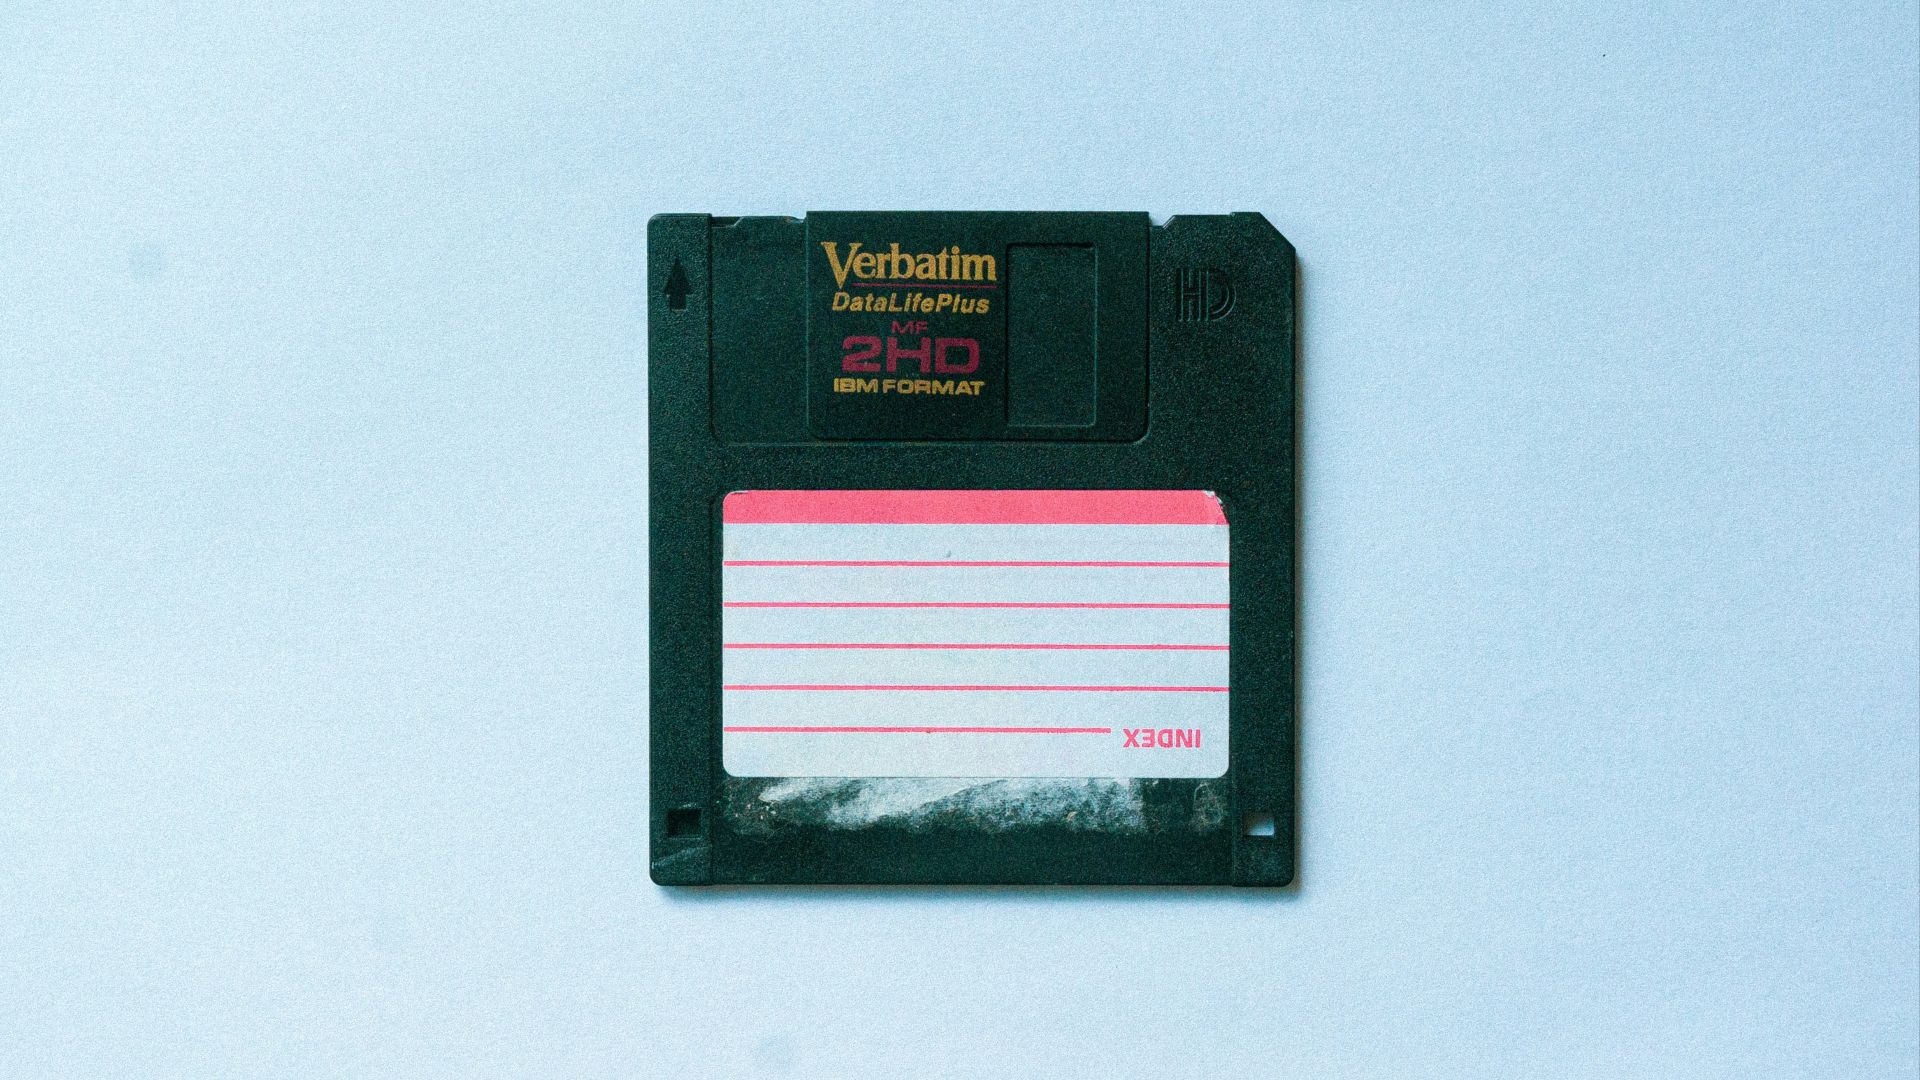 Verbatim
DataLifePlus
MF
2HD
IBM FORMAT
HD
INDEX